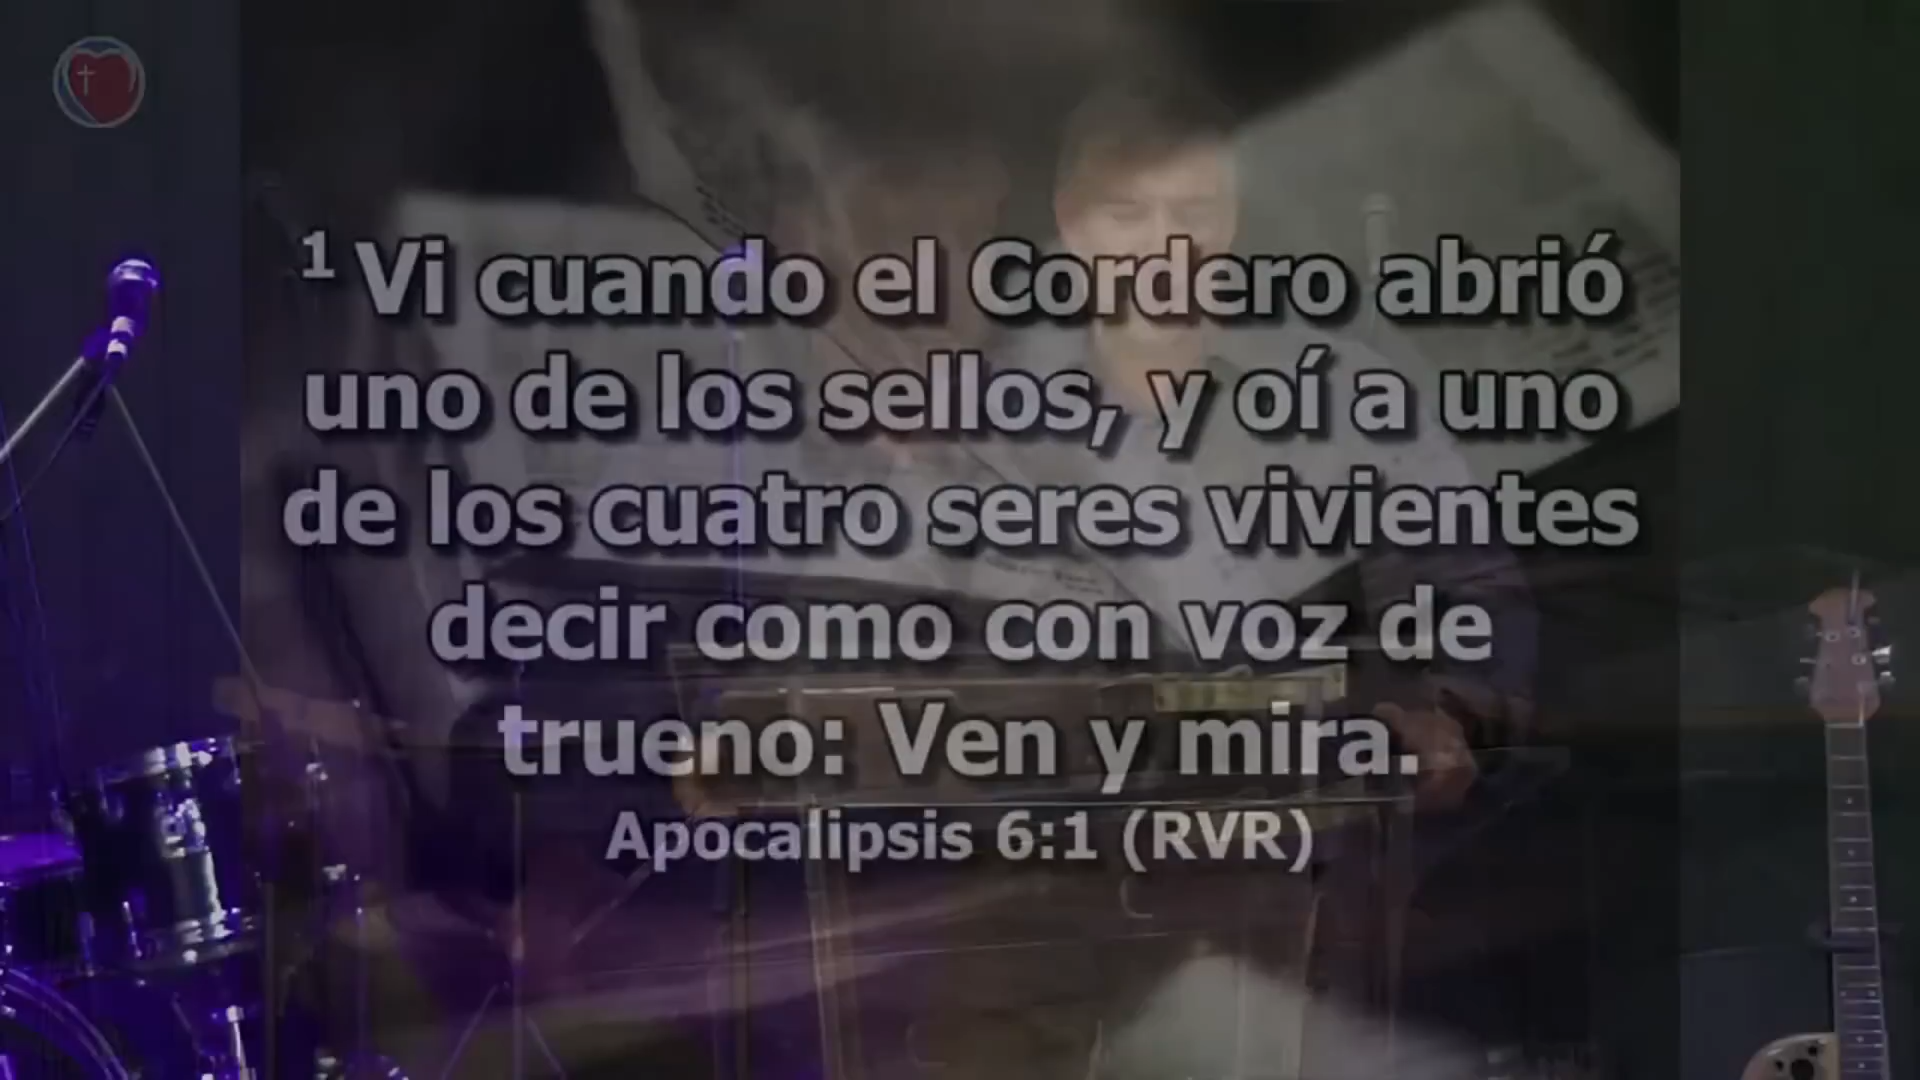 1 Vi cuando el Cordero abrió
uno de los sellos, y oí a uno
de los cuatro seres vivientes
decir como con voz de
trueno: Ven y mira.
Apocalipsis 6:1 (RVR)